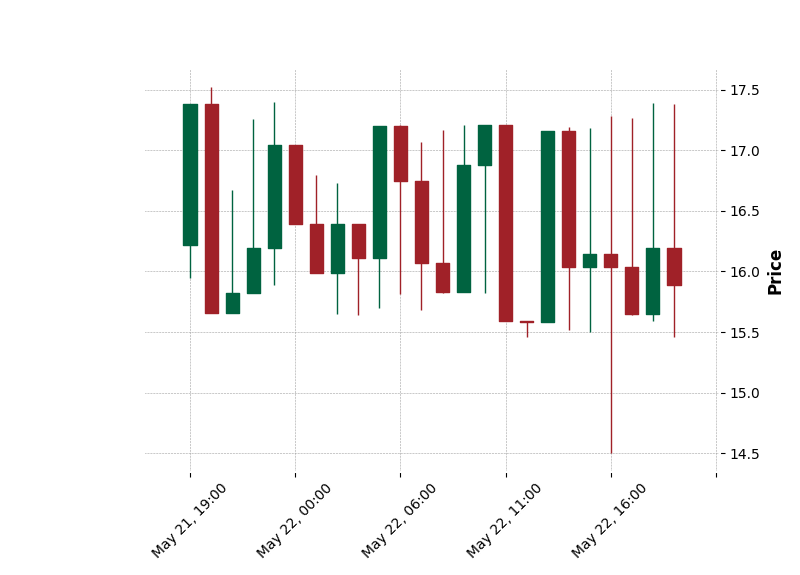 17.5
17.0
16.5
16.0
15.5
15.0
14.5
Price
May 21, 19:00
May 22, 00:00
May 22, 06:00
May 22, 11:00
May 22, 16:00